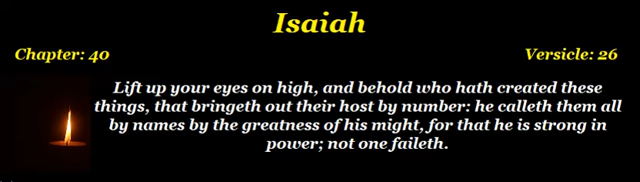 Isaiah
Chapter: 40
Versicle: 26
Lift up your eyes on high, and behold who hath created these
things, that bringeth out their host by number: he calleth them all
by names by the greatness of his might, for that he is strong in
power; not one faileth.